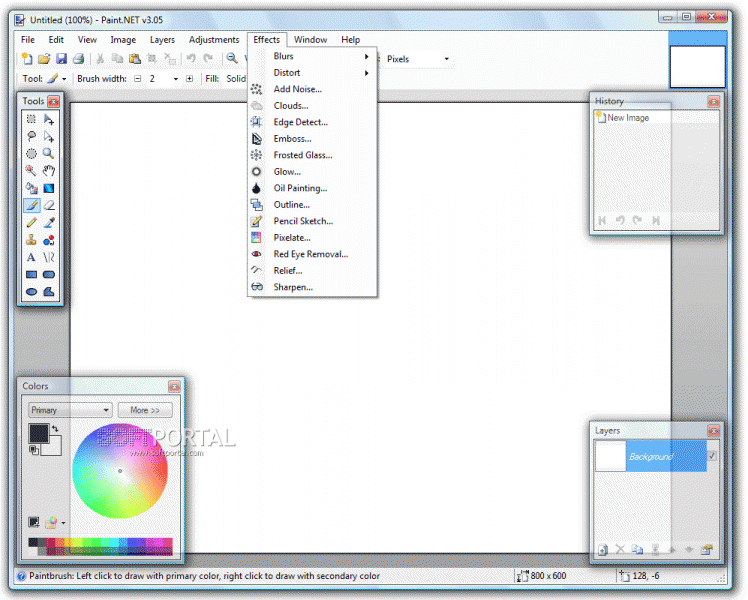 Untitled (100%) - Paint.NET v3.05
File Edit View Image Layers Adjustments Effects Window Help
Pixels
Tool: Brush width: 2 Fill: Solid
Blurs
Distort
Add Noise...
Clouds...
Edge Detect...
Emboss...
Frosted Glass...
Glow...
Oil Painting...
Outline...
Pencil Sketch...
Pixelate...
Red Eye Removal...
Relief...
Sharpen...
Tools
History
New Image
Colors
Primary More >>
SOFTPORTAL
www.softportal.com
Layers
Background
Paintbrush: Left click to draw with primary color, right click to draw with secondary color 800 x 600 128, -6